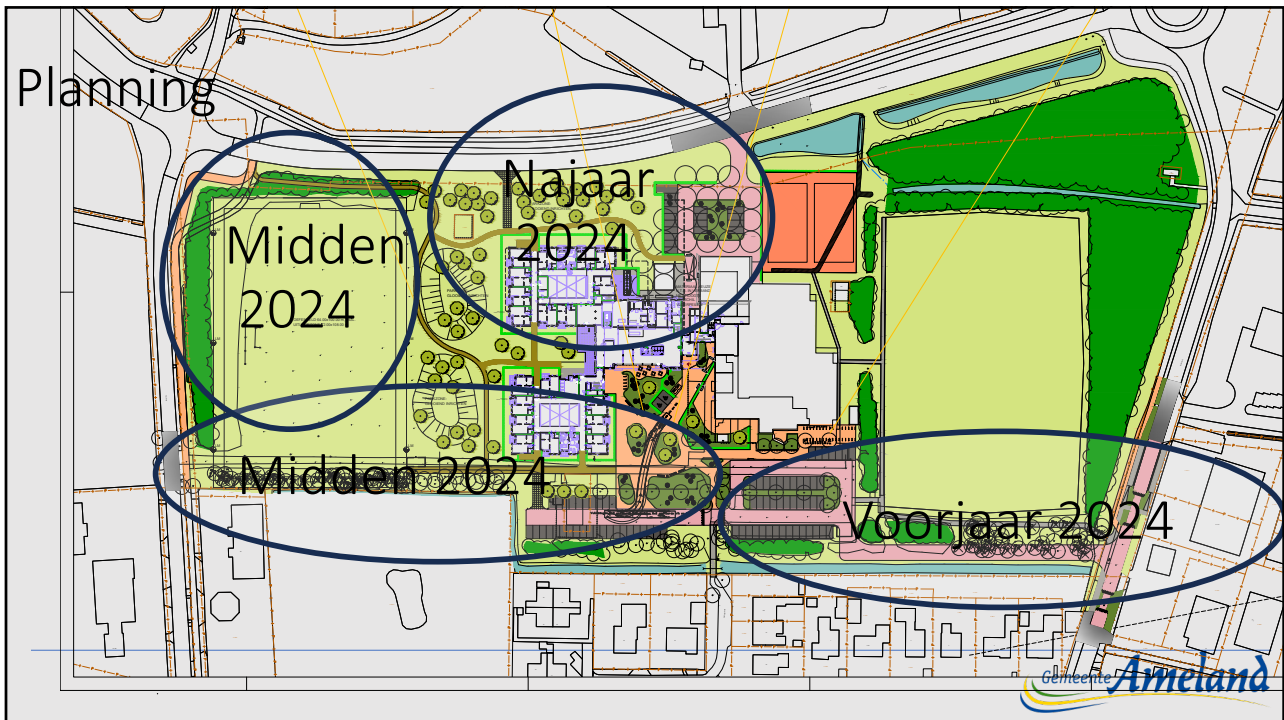 Planning
Najaar
2024
Midden
2024
Midden 2024
Voorjaar 2024
Gemeente Ameland